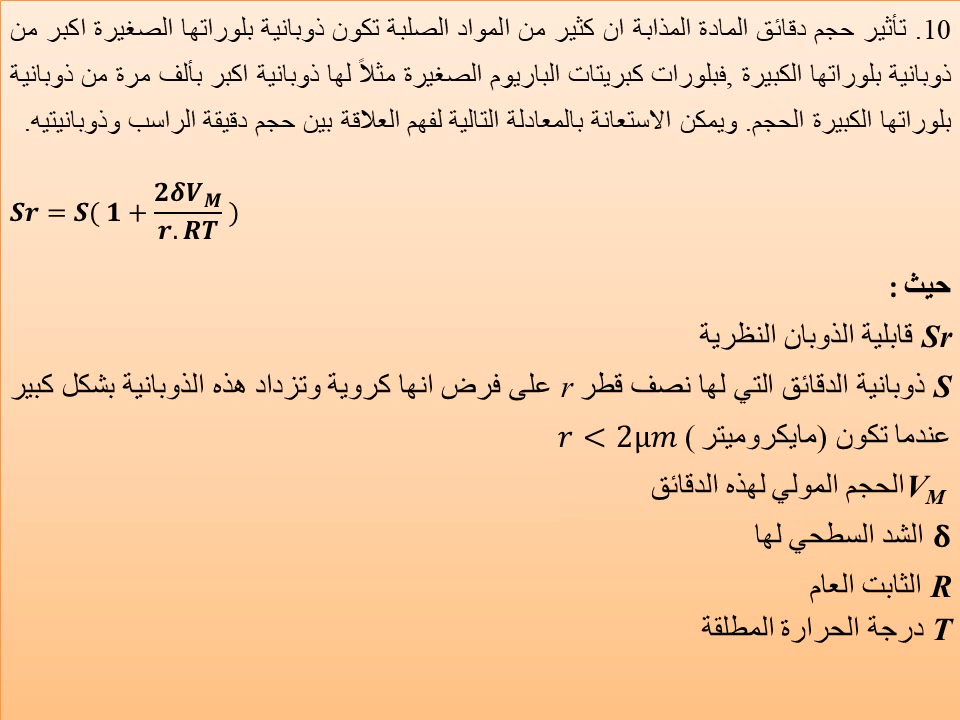 10. تأثير حجم دقائق المادة المذابة ان كثير من المواد الصلبة تكون ذوبانية بلوراتها الصغيرة اكبر من
ذوبانية بلوراتها الكبيرة ,فبلورات كبريتات الباريوم الصغيرة مثلاً لها ذوبانية اكبر بألف مرة من ذوبانية
بلوراتها الكبيرة الحجم. ويمكن الاستعانة بالمعادلة التالية لفهم العلاقة بين حجم دقيقة الراسب وذوبانيتيه.
Sr = S( 1 + 2δV_M / r. RT )
حيث :
Sr قابلية الذوبان النظرية
S ذوبانية الدقائق التي لها نصف قطر r على فرض انها كروية وتزداد هذه الذوبانية بشكل كبير
عندما تكون (مايكروميتر ) r < 2µm
V_M الحجم المولي لهذه الدقائق
δ الشد السطحي لها
R الثابت العام
T درجة الحرارة المطلقة